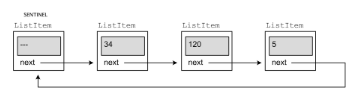 SENTINEL
ListItem ListItem ListItem ListItem
--- 34 120 5
next next next next